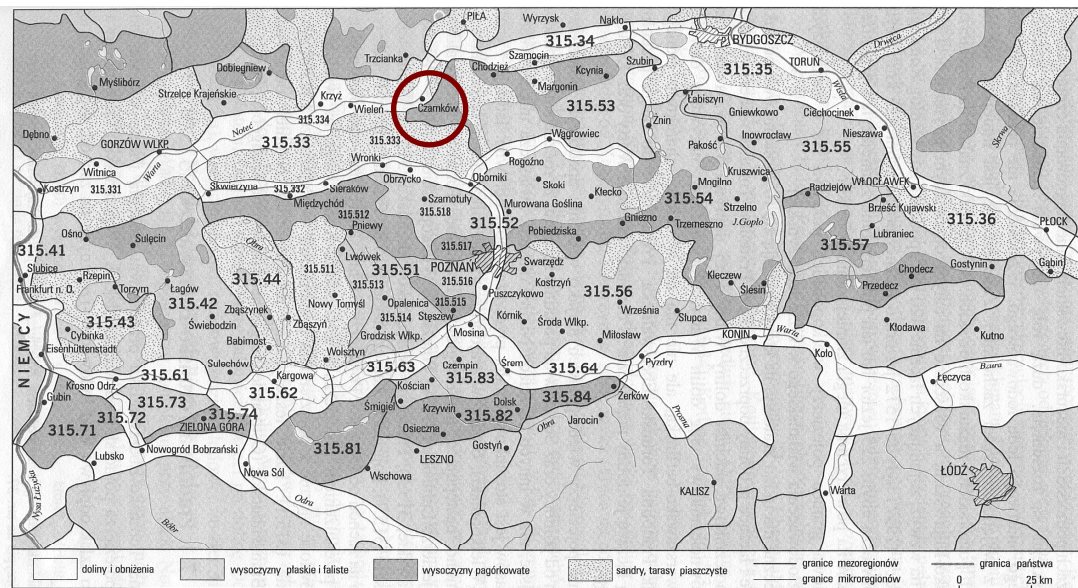 PIŁA
Wyrzysk
Nakło
315.34
BYDGOSZCZ
Drwęca
Trzcianka
Szamocin
Chodzież
Kcynia
Szubin
315.35
TORUŃ
Myślibórz
Dobiegniew
Margonin
Wisła
Strzelce Krajeńskie
Krzyż
Wieleń
Czarnków
315.53
Łabiszyn
Gniewkowo
Ciechocinek
315.334
Noteć
Żnin
Nieszawa
Skrwa
Dębno
GORZÓW WLKP.
315.33
315.333
Wągrowiec
Pakość
Inowrocław
315.55
Warta
Wronki
Rogoźno
Witnica
Obrzycko
Oborniki
Skoki
Kruszwica
Kostrzyn
315.331
Skwierzyna
315.332
Sieraków
Kłecko
Mogilno
Radziejów
WŁOCŁAWEK
Międzychód
Szamotuły
Murowana Goślina
315.54
Strzelno
Brześć Kujawski
315.512
315.518
315.52
Gniezno
Trzemeszno
J.Gopło
315.36
PŁOCK
Ośno
Sulęcin
Obra
Pniewy
Pobiedziska
Lubraniec
315.41
315.517
315.57
Lwówek
POZNAŃ
Swarzędz
Gostynin
Gąbin
Słubice
Rzepin
315.44
315.511
315.51
Kostrzyn
Kleczew
Chodecz
Frankfurt n. O.
Torzym
Łagów
315.513
315.516
Ślesin
Przedecz
315.42
Nowy Tomyśl
Opalenica
Puszczykowo
315.56
315.43
Zbąszynek
Zbąszyń
315.514
315.515
Stęszew
Września
Słupca
Świebodzin
Kórnik
Kłodawa
Cybinka
Babimost
Grodzisk Wlkp.
Mosina
Środa Wlkp.
Miłosław
KONIN
Warta
Kutno
Eisenhüttenstadt
Koło
NIEMCY
Sulechów
Wolsztyn
Czempin
Śrem
Pyzdry
Bzura
Krosno Odrz.
315.61
Kargowa
315.63
315.83
315.64
Łęczyca
Gubin
315.73
315.62
Kościan
315.72
315.74
Śmigiel
Krzywin
Dolsk
315.84
Żerków
315.71
ZIELONA GÓRA
315.82
Jarocin
Prosna
Osieczna
Obra
Nowogród Bobrzański
315.81
Gostyń
Lubsko
LESZNO
Nowa Sól
Wschowa
ŁÓDŹ
Nysa Łużycka
Odra
KALISZ
Warta
Bóbr
doliny i obniżenia
wysoczyzny płaskie i faliste
wysoczyzny pagórkowate
sandry, tarasy piaszczyste
granice mezoregionów
granice mikroregionów
granica państwa
0 25 km